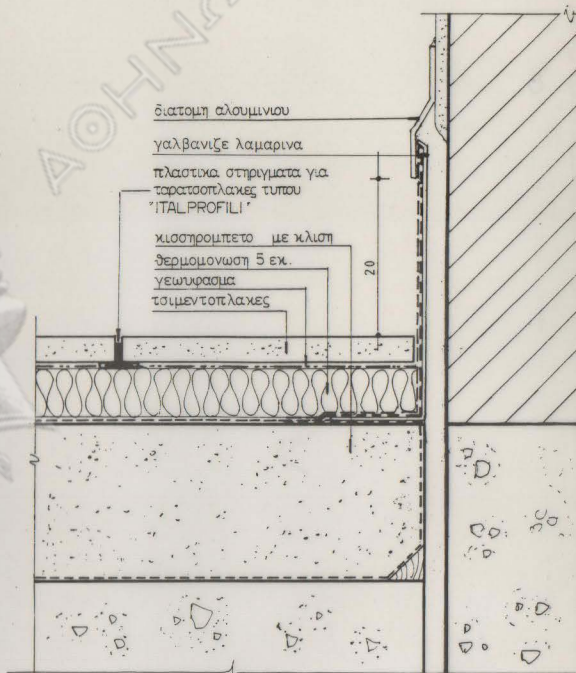 ΑΘΗΝΩ
διατομη αλουμινιου
γαλβανιζε λαμαρινα
πλαστικα στηριγματα για
ταρατσοπλακες τυπου
"ITALPROFILI"
κισσηρομπετο με κλιση
θερμομονωση 5 εκ.
γεωυφασμα
τσιμεντοπλακες
20